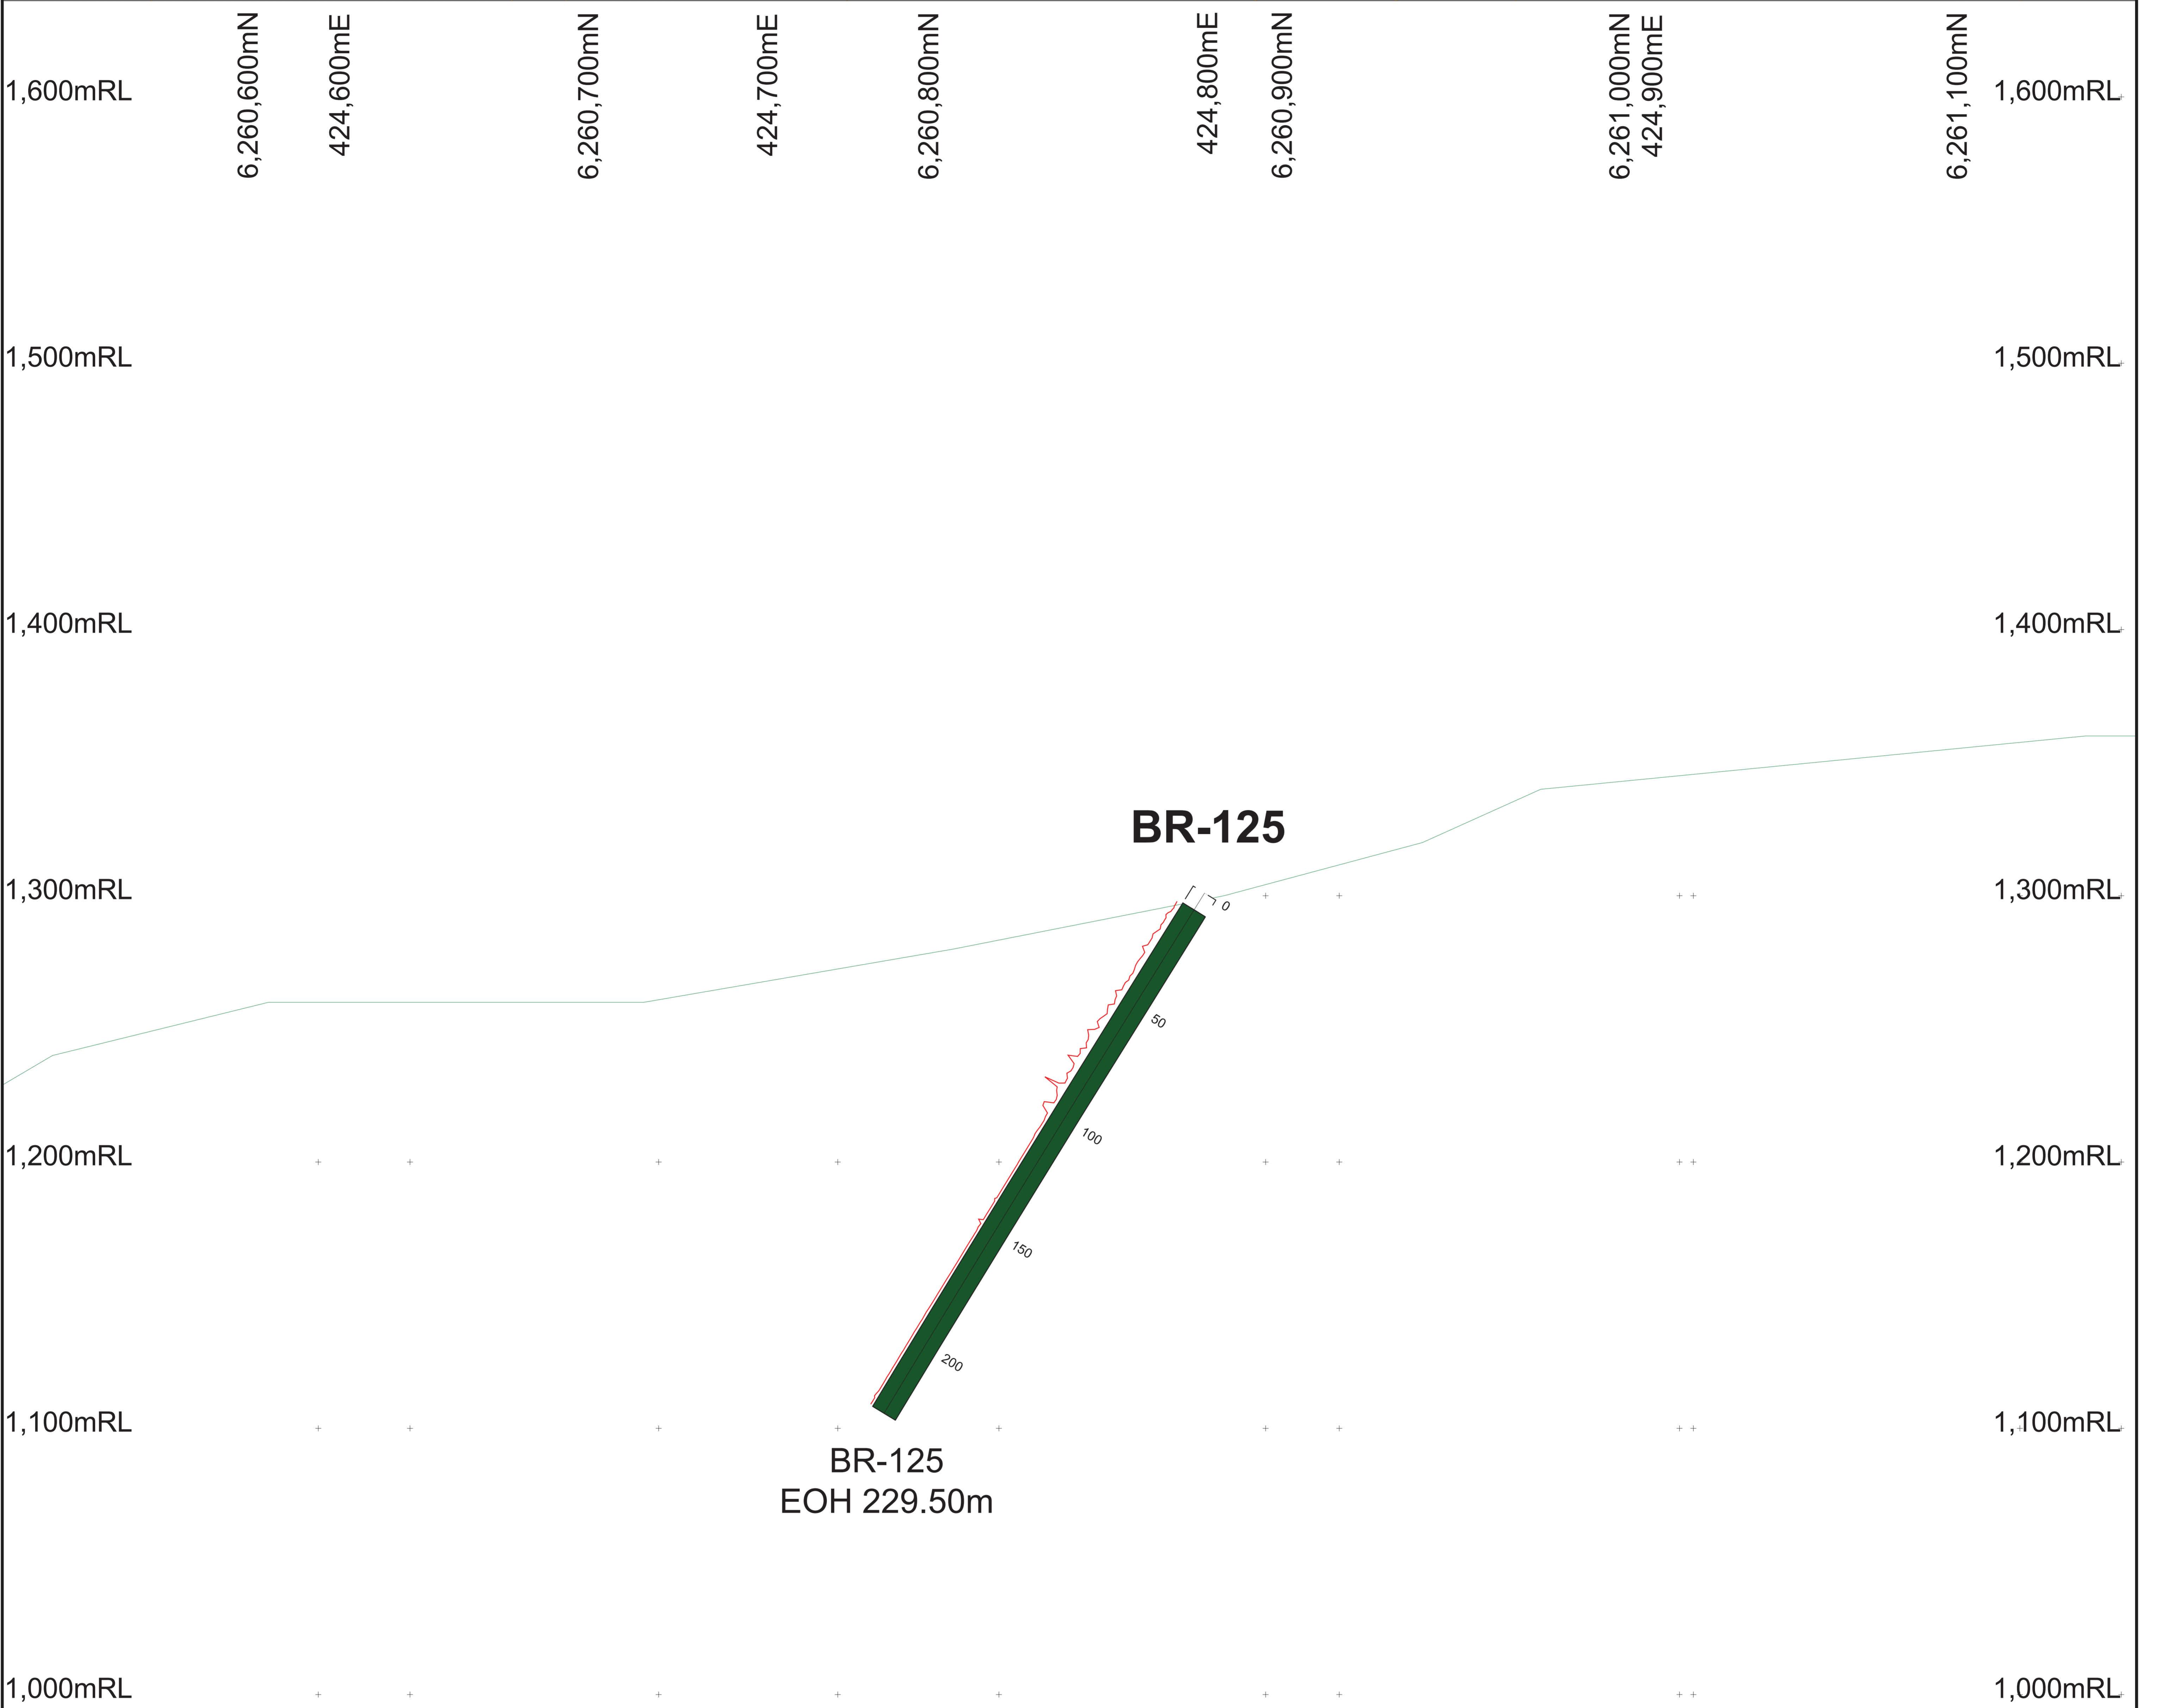 6,260,600mN
424,600mE
6,260,700mN
424,700mE
6,260,800mN
424,800mE
6,260,900mN
6,261,000mN
424,900mE
6,261,100mN
1,600mRL
1,600mRL
1,500mRL
1,500mRL
1,400mRL
1,400mRL
BR-125
1,300mRL
1,300mRL
0
50
100
1,200mRL
1,200mRL
150
200
1,100mRL
1,100mRL
BR-125
EOH 229.50m
1,000mRL
1,000mRL